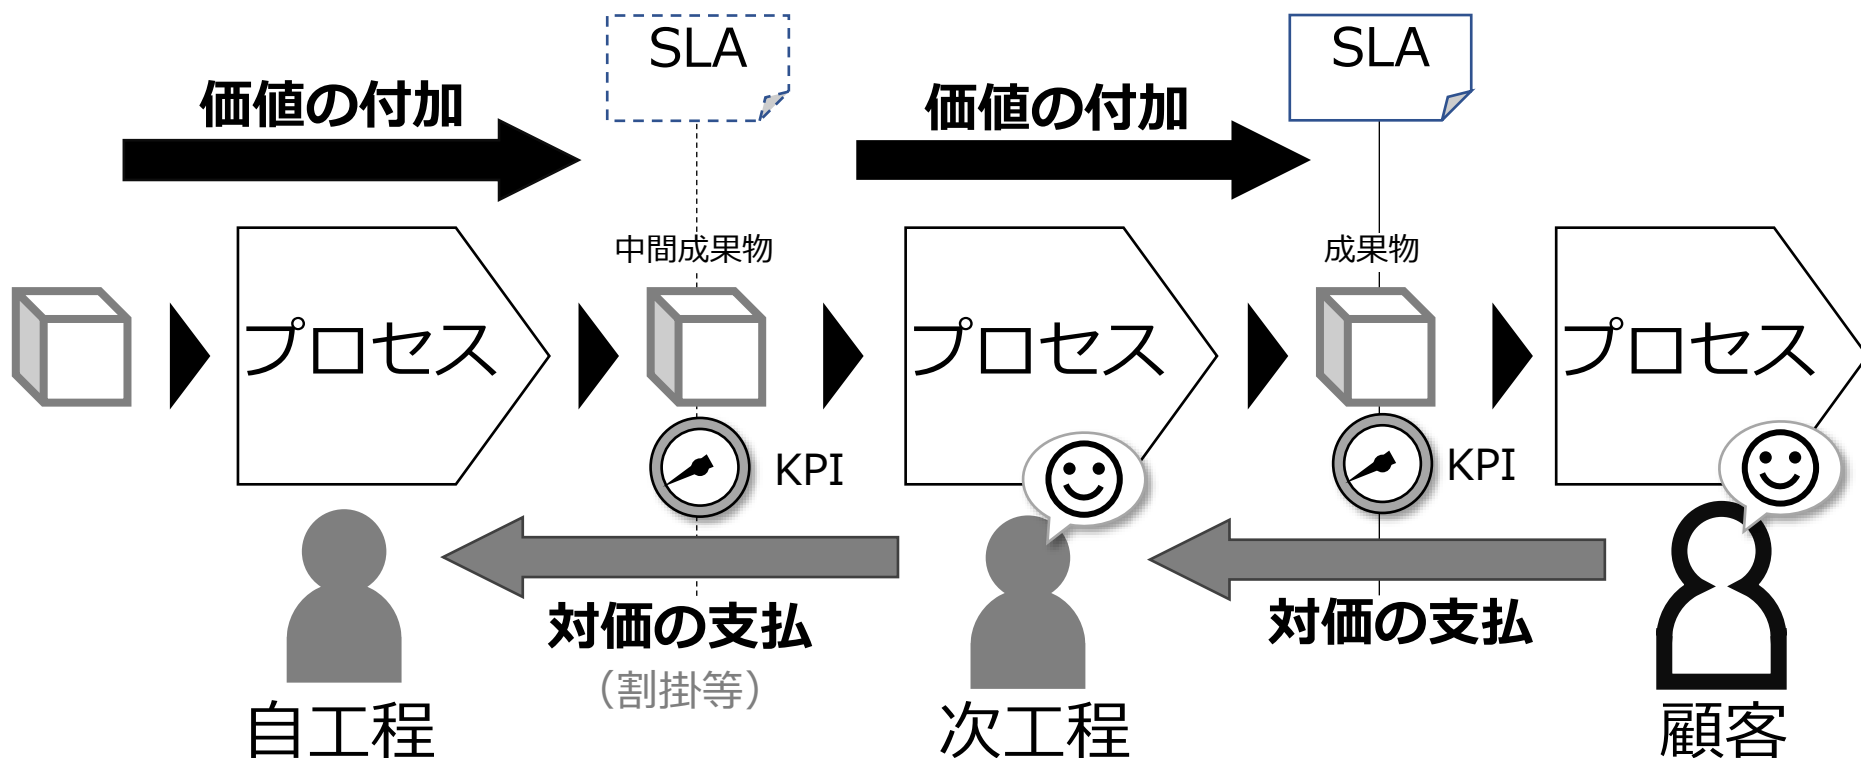 SLA
SLA
価値の付加
価値の付加
中間成果物
成果物
プロセス
プロセス
プロセス
KPI
KPI
対価の支払
(割掛等)
対価の支払
自工程
次工程
顧客